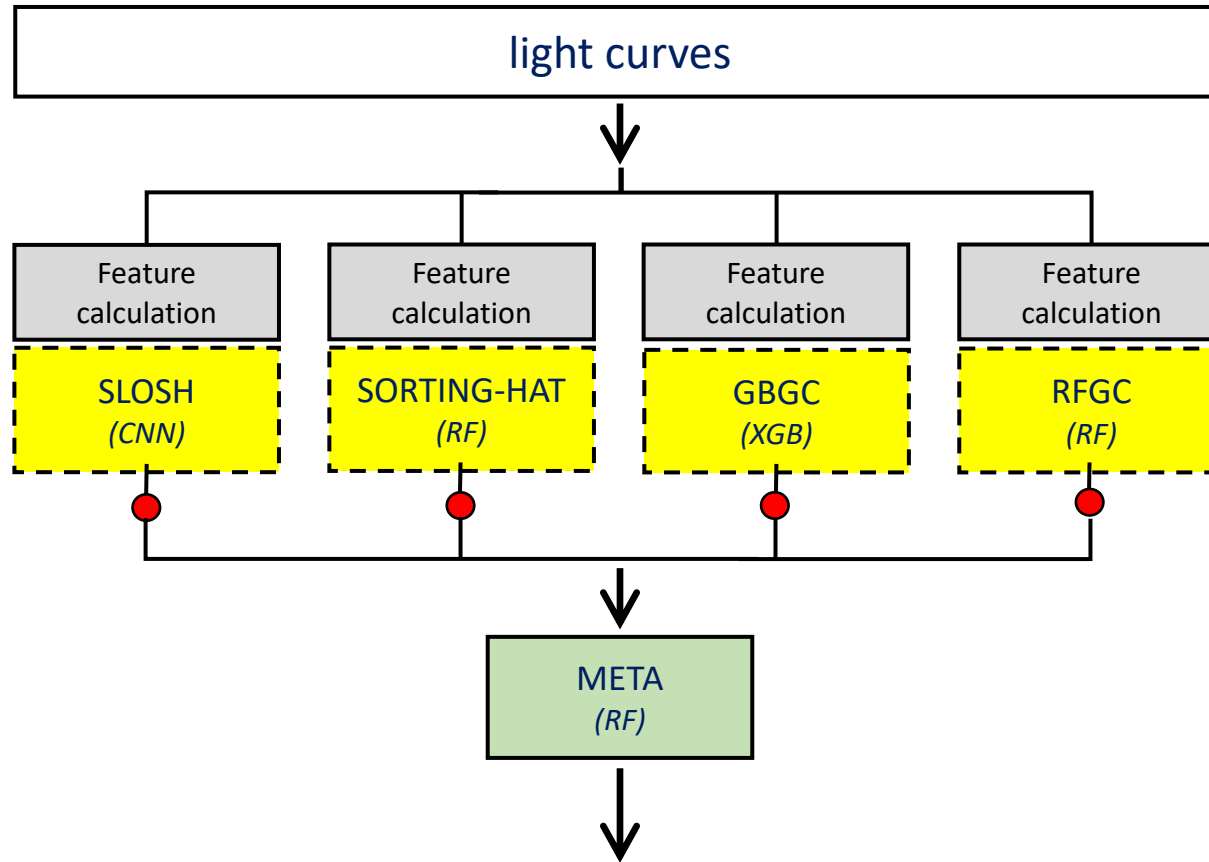 light curves
Feature
calculation
Feature
calculation
Feature
calculation
Feature
calculation
SLOSH
(CNN)
SORTING-HAT
(RF)
GBGC
(XGB)
RFGC
(RF)
META
(RF)